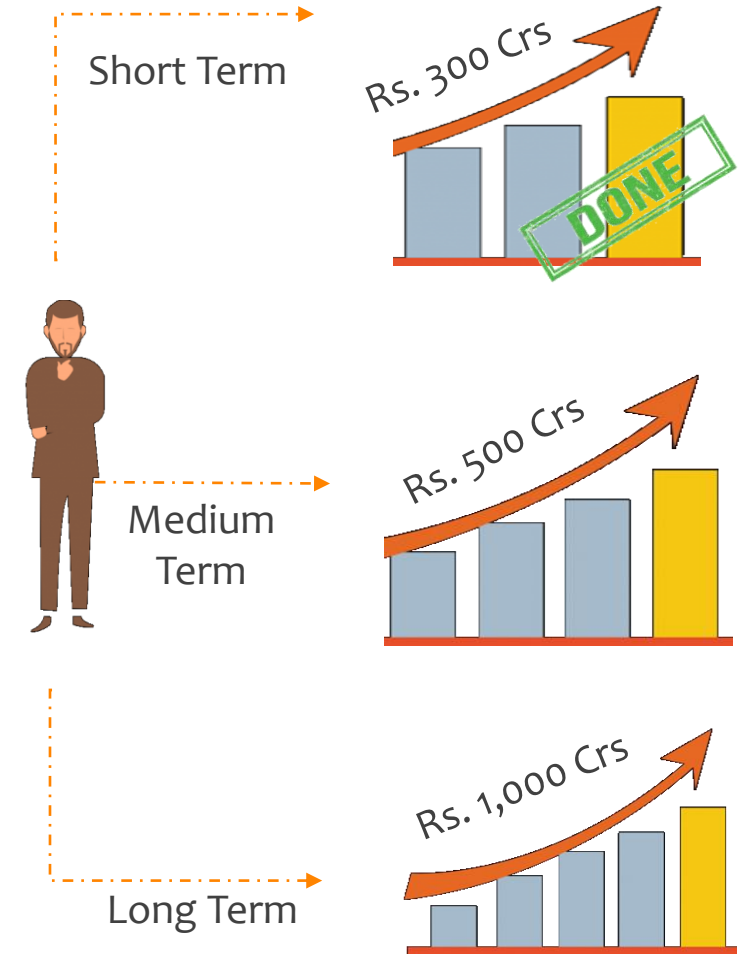 Short Term
Rs. 300 Crs
DONE
Rs. 500 Crs
Medium
Term
Rs. 1,000 Crs
Long Term